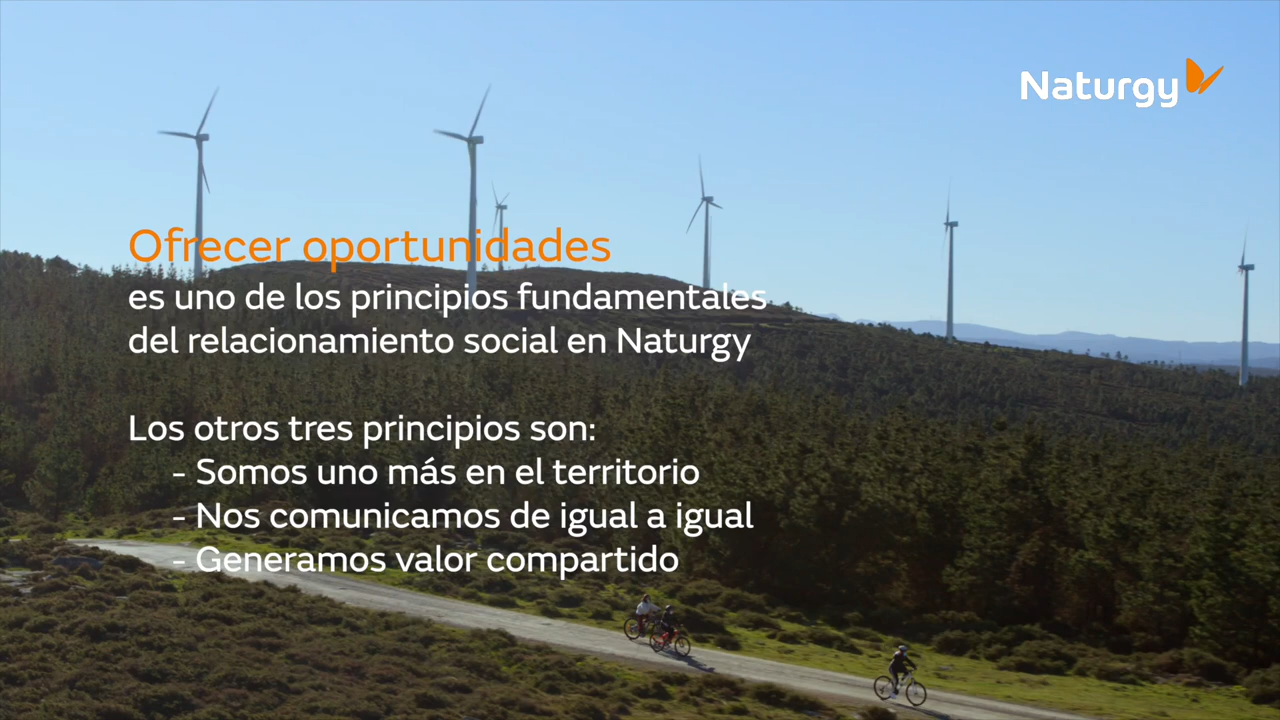 Naturgy
Ofrecer oportunidades
es uno de los principios fundamentales
del relacionamiento social en Naturgy
Los otros tres principios son:
- Somos uno más en el territorio
- Nos comunicamos de igual a igual
- Generamos valor compartido